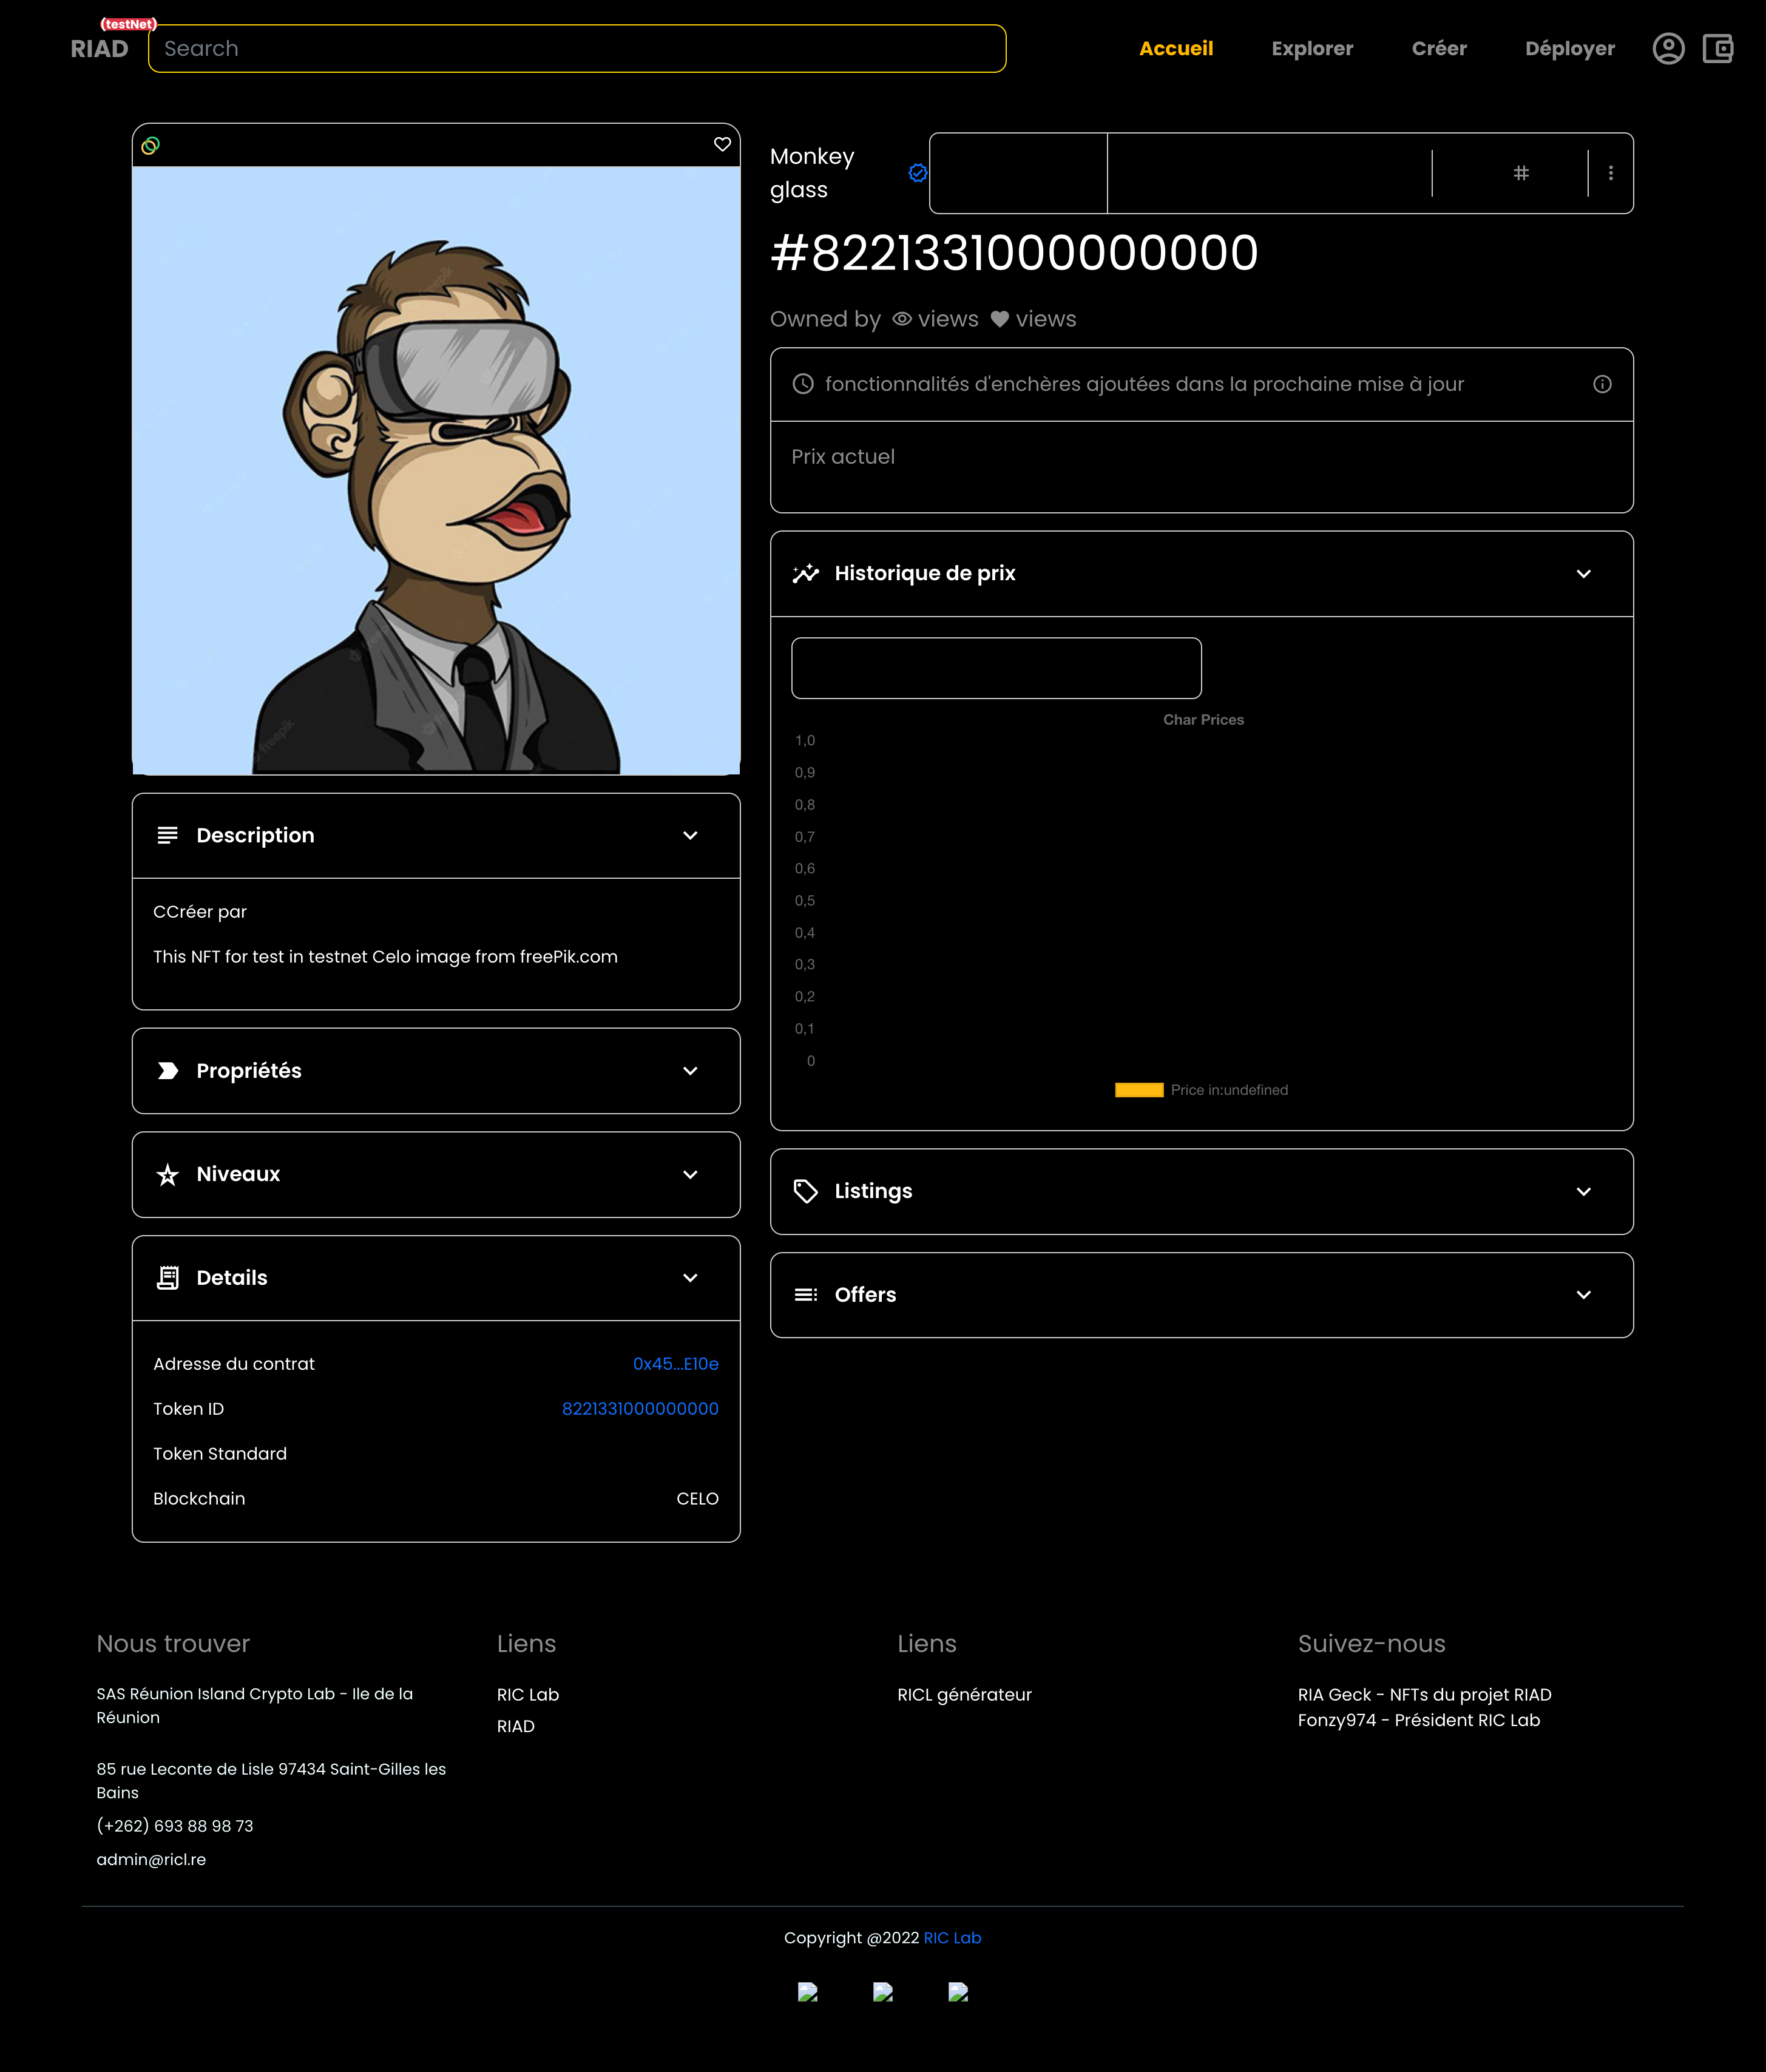 (testNet)
RIAD
Search
Accueil
Explorer
Créer
Déployer
Monkey
glass
#
#8221331000000000
Owned by views views
fonctionnalités d'enchères ajoutées dans la prochaine mise à jour
Prix actuel
Historique de prix
Char Prices
1,0
0,9
0,8
0,7
0,6
0,5
0,4
0,3
0,2
0,1
0
Price in:undefined
Listings
Offers
freepik
Description
CCréer par
This NFT for test in testnet Celo image from freePik.com
Propriétés
Niveaux
Details
Adresse du contrat 0x45...E10e
Token ID 8221331000000000
Token Standard
Blockchain CELO
Nous trouver
SAS Réunion Island Crypto Lab - Ile de la
Réunion
85 rue Leconte de Lisle 97434 Saint-Gilles les
Bains
(+262) 693 88 98 73
admin@ricl.re
Liens
RIC Lab
RIAD
Liens
RICL générateur
Suivez-nous
RIA Geck - NFTs du projet RIAD
Fonzy974 - Président RIC Lab
Copyright @2022 RIC Lab